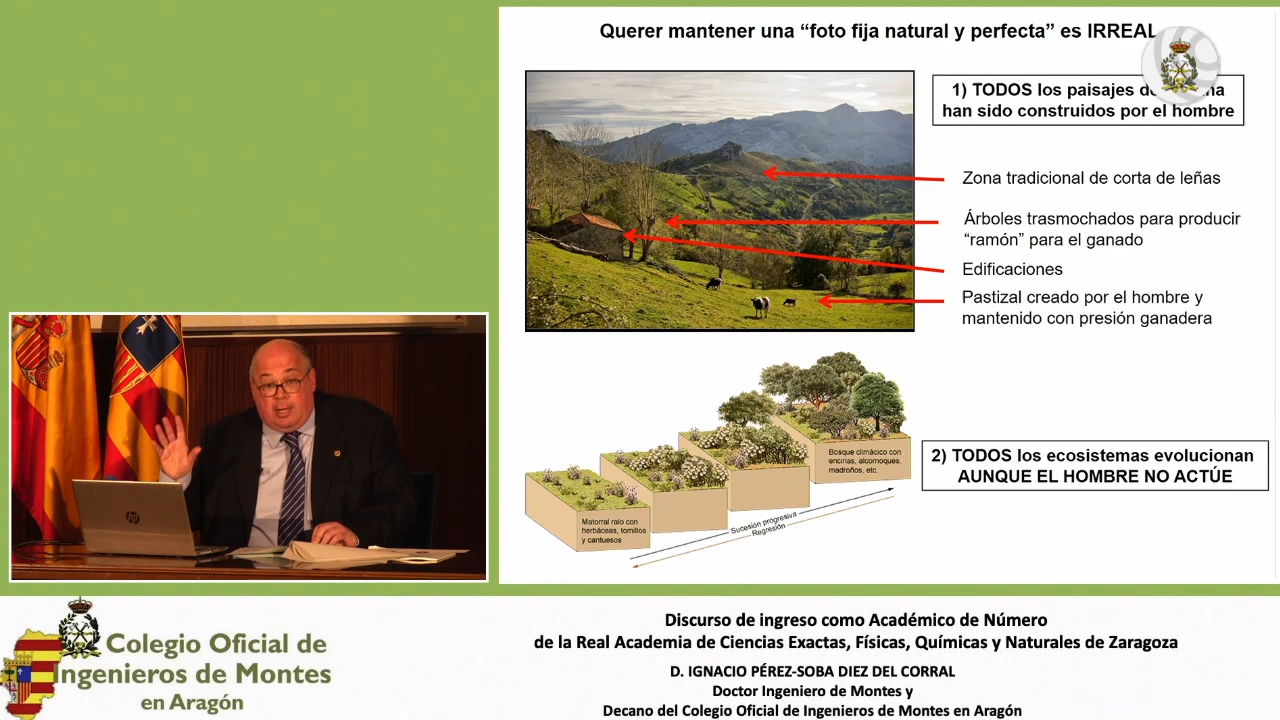 Querer mantener una “foto fija natural y perfecta” es IRREAL
1) TODOS los paisajes
han sido construidos por el hombre
Zona tradicional de corta de leñas
Árboles trasmochados para producir
“ramón” para el ganado
Edificaciones
Pastizal creado por el hombre y
mantenido con presión ganadera
Bosque climácico con
encinas, alcornoques,
madroños, etc.
2) TODOS los ecosistemas evolucionan
AUNQUE EL HOMBRE NO ACTÚE
Matorral ralo con
herbáceas, tomillos
y cantuesos
Sucesión progresiva
Regresión
hp
Colegio Oficial de
Ingenieros de Montes
en Aragón
Discurso de ingreso como Académico de Número
de la Real Academia de Ciencias Exactas, Físicas, Químicas y Naturales de Zaragoza
D. IGNACIO PÉREZ-SOBA DIEZ DEL CORRAL
Doctor Ingeniero de Montes y
Decano del Colegio Oficial de Ingenieros de Montes en Aragón